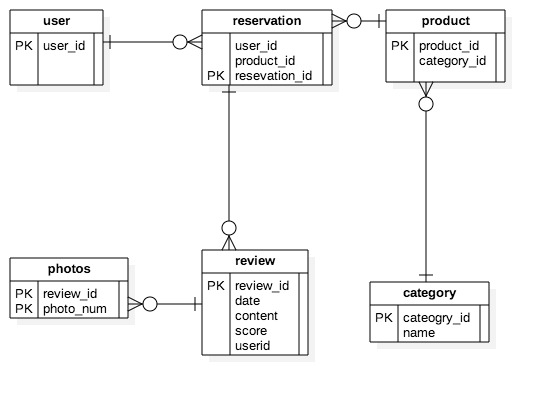 user
PK user_id
reservation
user_id
product_id
PK resevation_id
product
PK product_id
category_id
photos
PK review_id
PK photo_num
review
PK review_id
date
content
score
userid
category
PK cateogry_id
name